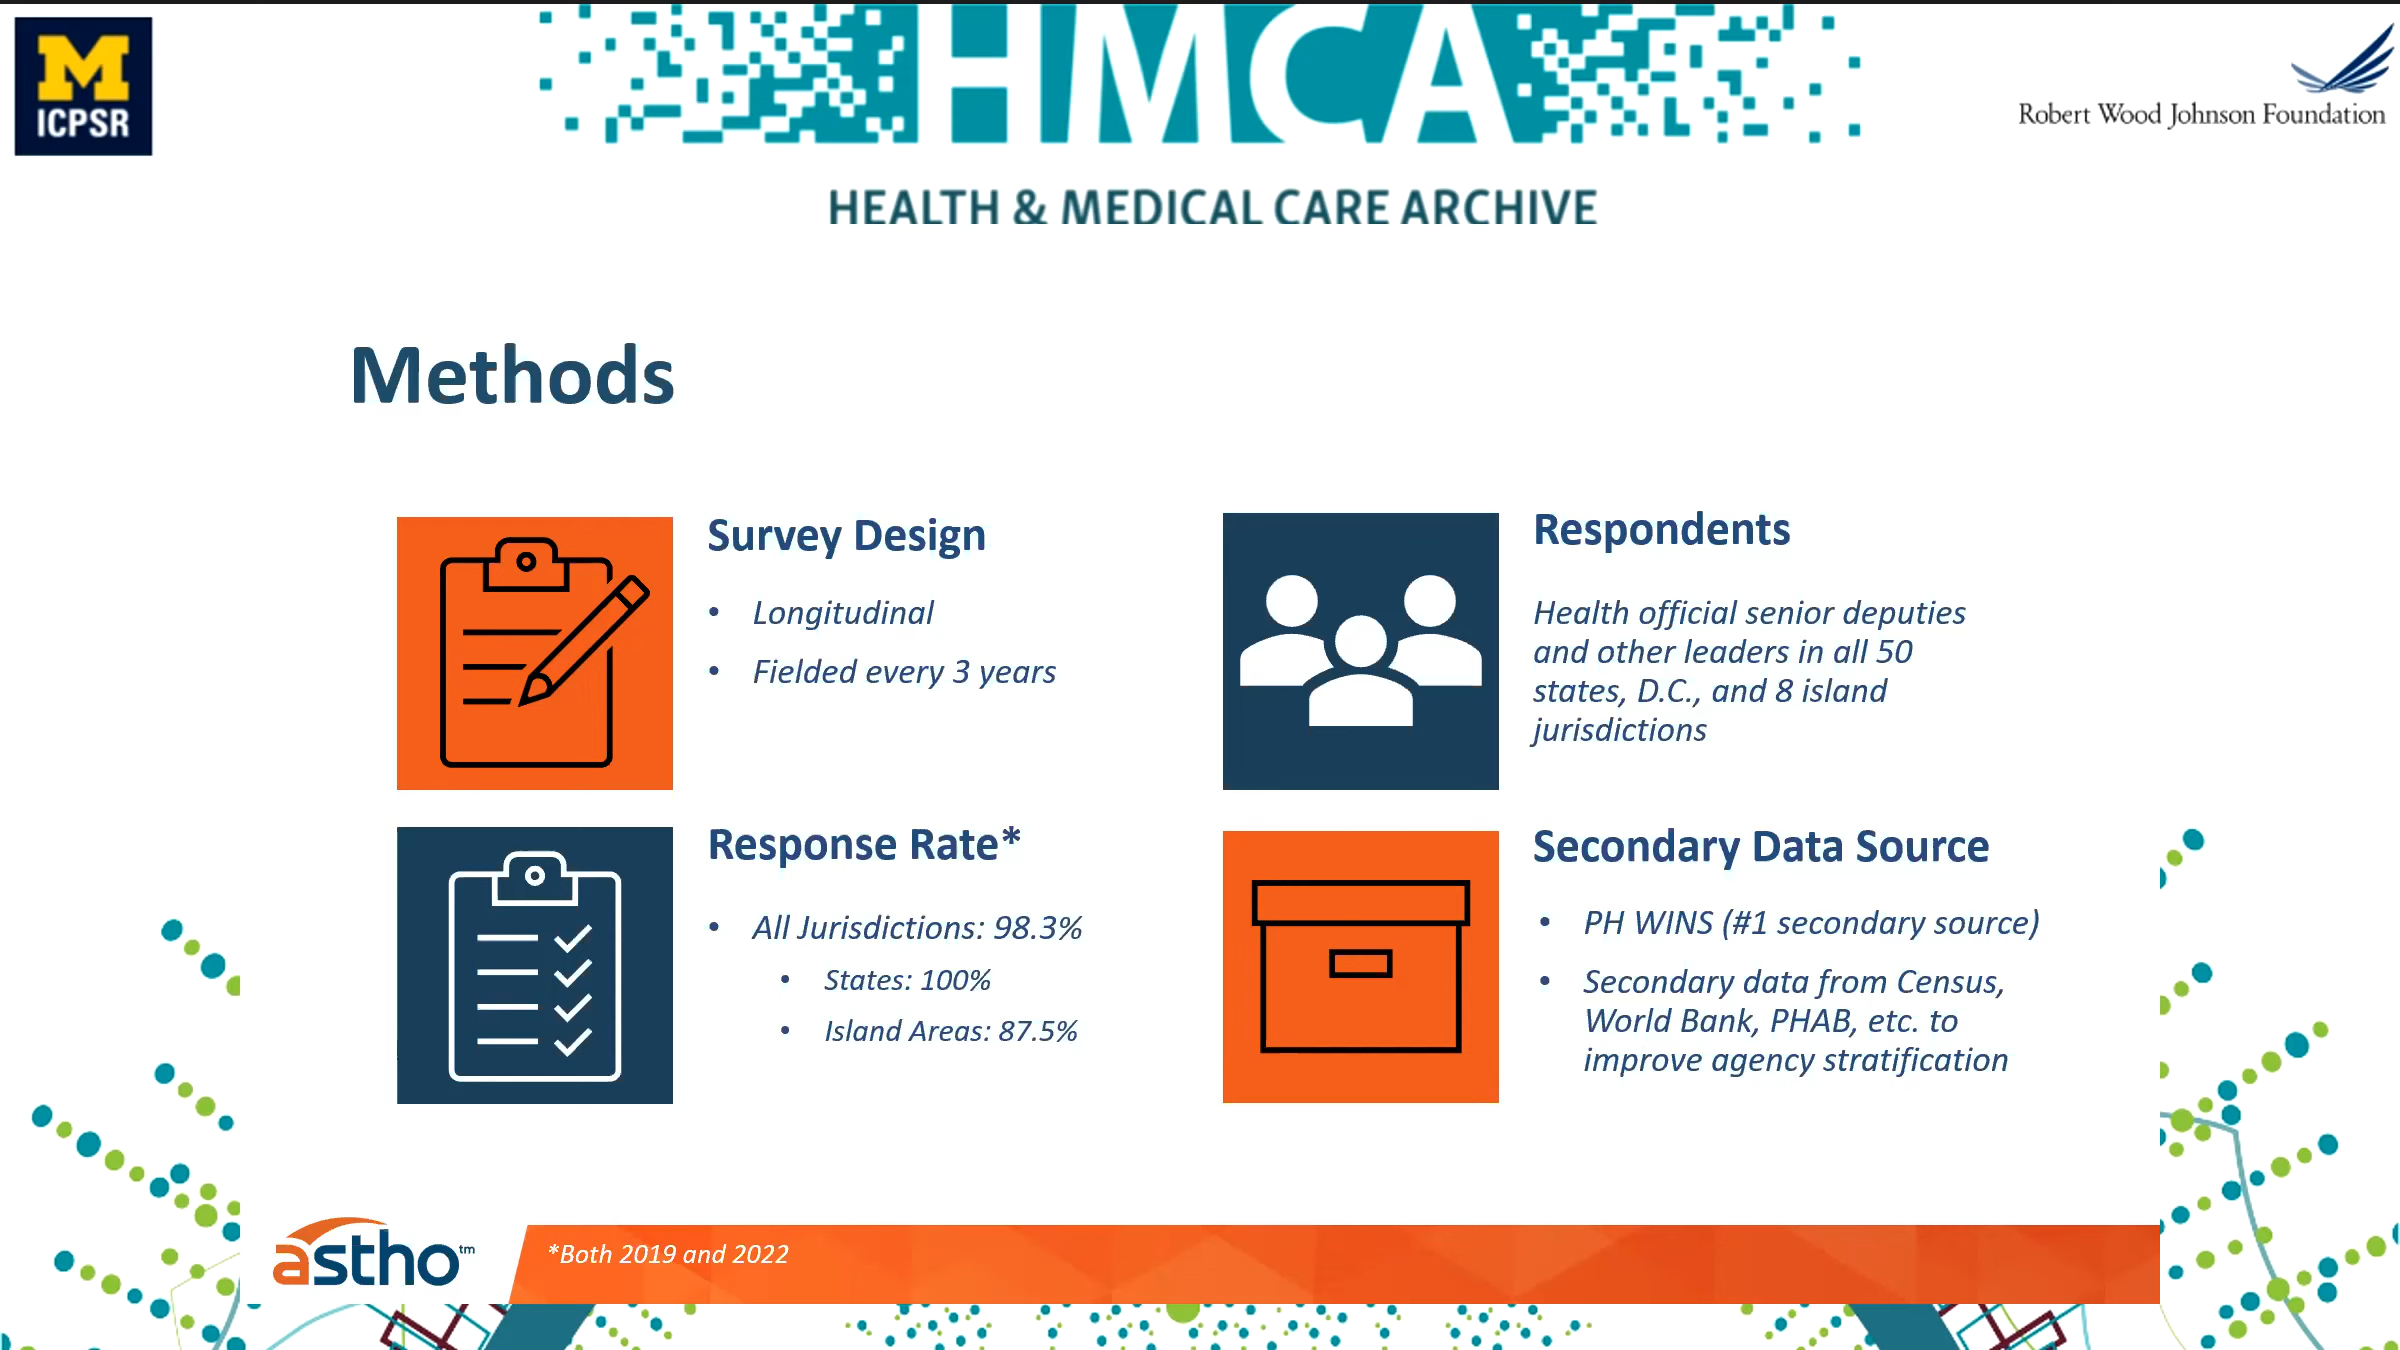 M
ICPSR
HMCA
HEALTH & MEDICAL CARE ARCHIVE
Robert Wood Johnson Foundation
Methods
Survey Design
• Longitudinal
• Fielded every 3 years
Respondents
Health official senior deputies
and other leaders in all 50
states, D.C., and 8 island
jurisdictions
Response Rate*
• All Jurisdictions: 98.3%
• States: 100%
• Island Areas: 87.5%
Secondary Data Source
• PH WINS (#1 secondary source)
• Secondary data from Census,
World Bank, PHAB, etc. to
improve agency stratification
astho™
*Both 2019 and 2022